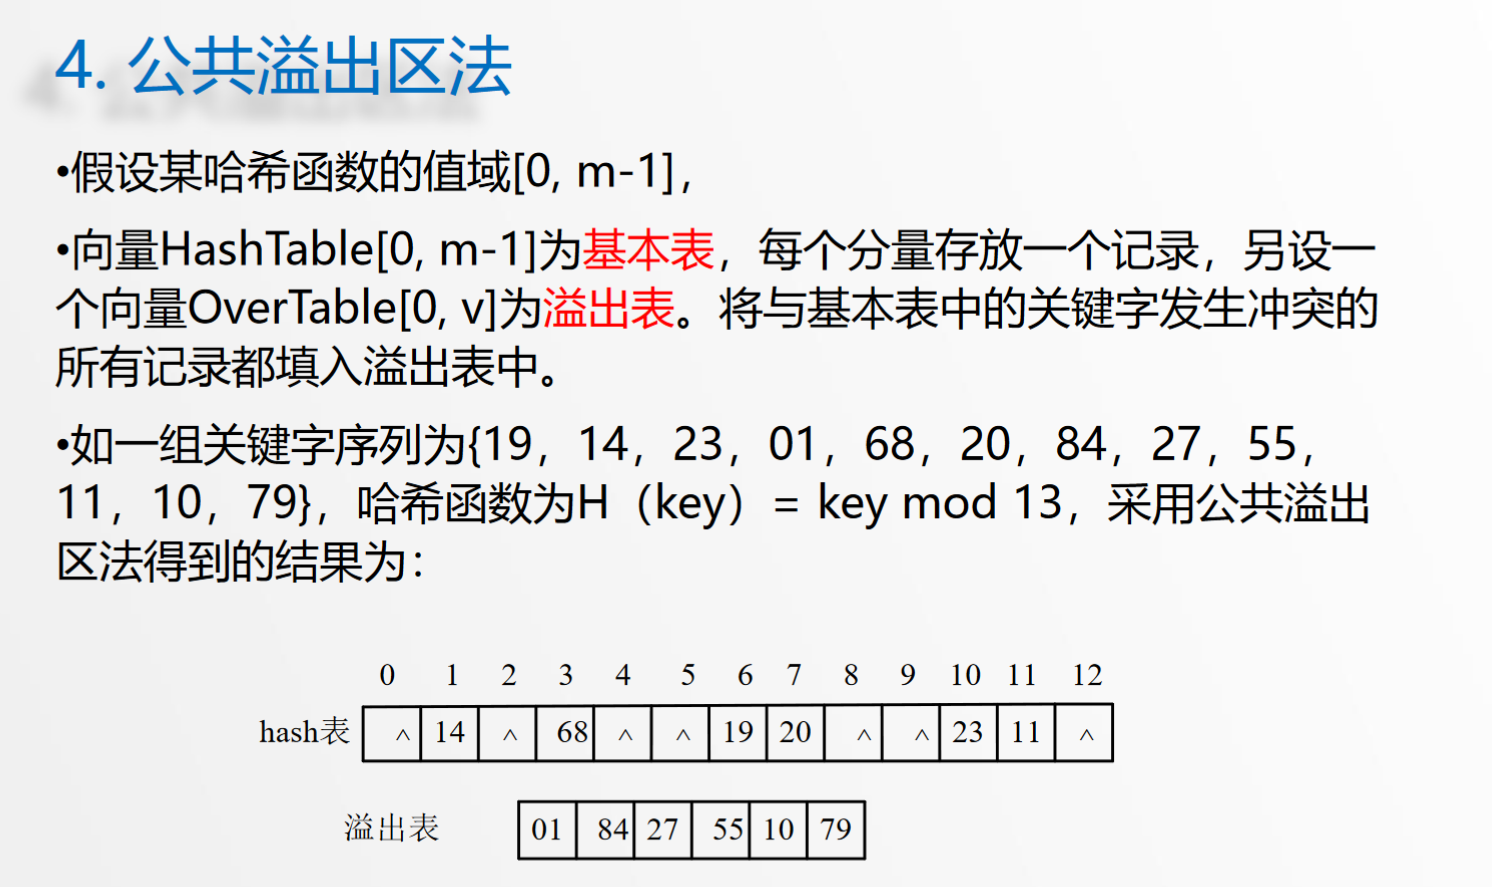 4. 公共溢出区法
•假设某哈希函数的值域[0, m-1]，
•向量HashTable[0, m-1]为基本表，每个分量存放一个记录，另设一
个向量OverTable[0, v]为溢出表。将与基本表中的关键字发生冲突的
所有记录都填入溢出表中。
•如一组关键字序列为{19，14，23，01，68，20，84，27，55，
11，10，79}，哈希函数为H（key）= key mod 13，采用公共溢出
区法得到的结果为：
0 1 2 3 4 5 6 7 8 9 10 11 12
hash表 ^ 14 ^ 68 ^ ^ 19 20 ^ ^ 23 11 ^
溢出表 01 84 27 55 10 79